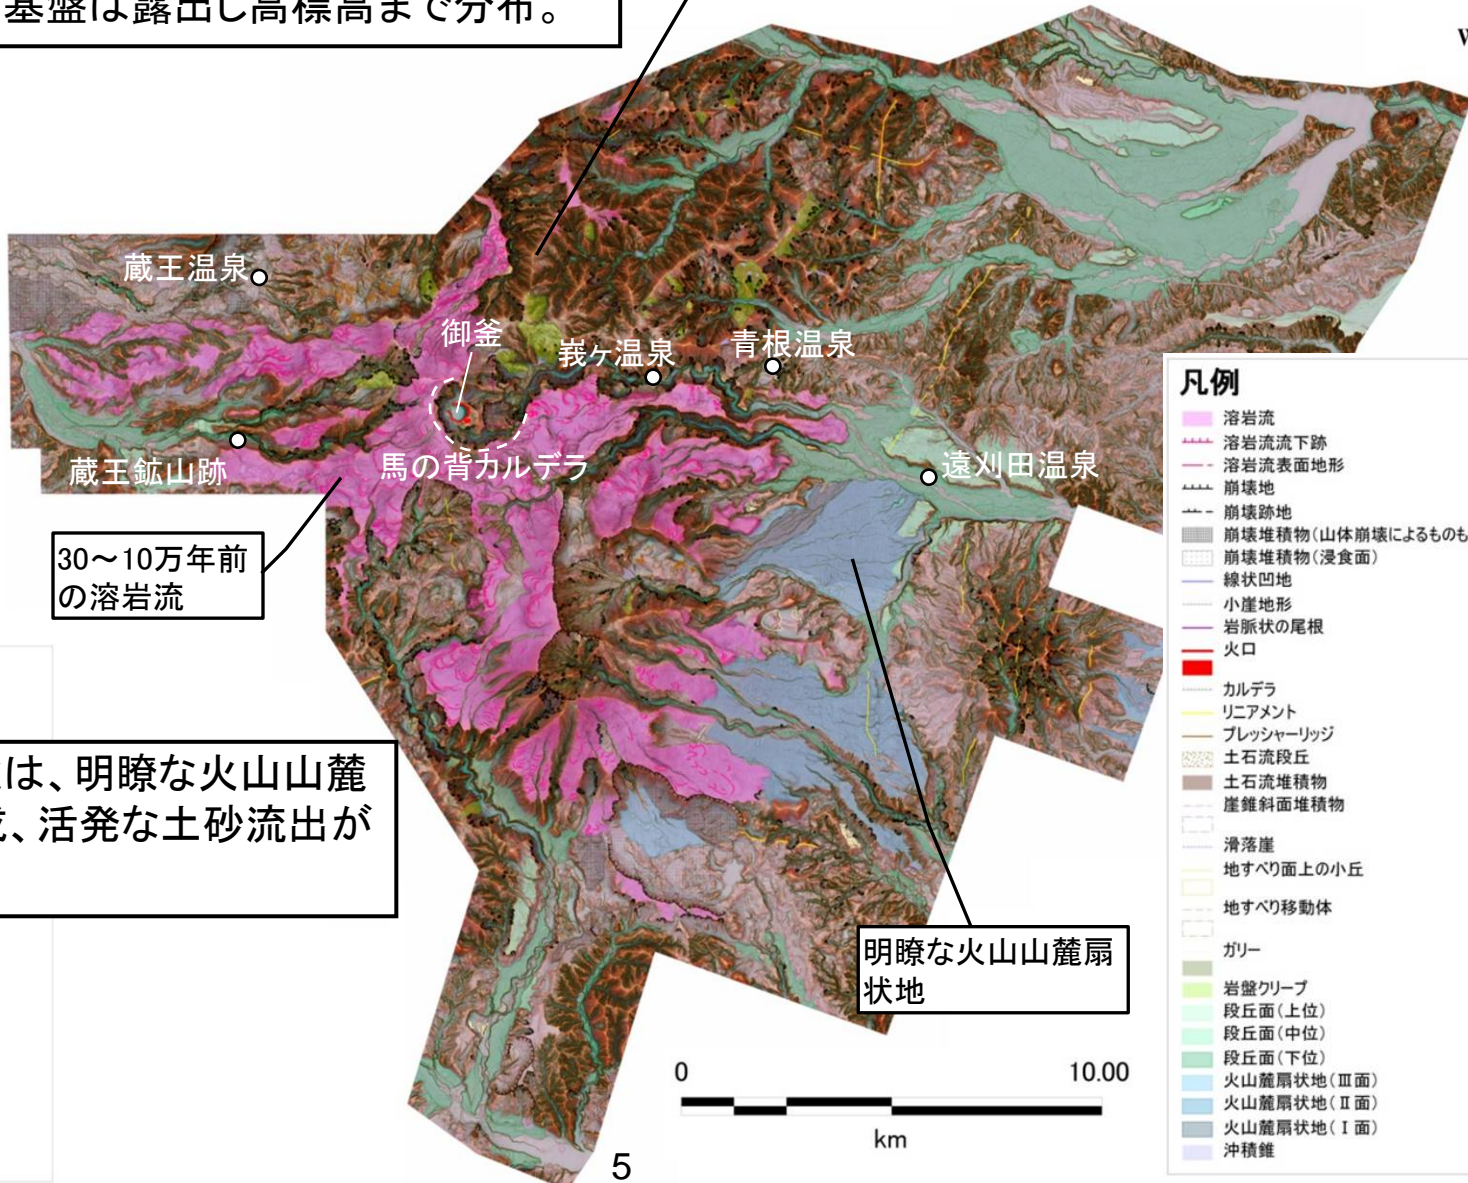 基盤は露出し高標高まで分布。
W
蔵王温泉
御釜
峩ヶ温泉
青根温泉
蔵王鉱山跡
馬の背カルデラ
遠刈田温泉
30～10万年前
の溶岩流
は、明瞭な火山山麓
、活発な土砂流出が
明瞭な火山山麓扇
状地
凡例
溶岩流
溶岩流流下跡
溶岩流表面地形
崩壊地
崩壊跡地
崩壊堆積物(山体崩壊によるものも
崩壊堆積物(浸食面)
線状凹地
小崖地形
岩脈状の尾根
火口
カルデラ
リニアメント
プレッシャーリッジ
土石流段丘
土石流堆積物
崖錐斜面堆積物
滑落崖
地すべり面上の小丘
地すべり移動体
ガリー
岩盤クリープ
段丘面(上位)
段丘面(中位)
段丘面(下位)
火山麓扇状地(Ⅲ面)
火山麓扇状地(Ⅱ面)
火山麓扇状地(Ⅰ面)
沖積錐
0 10.00
km
5